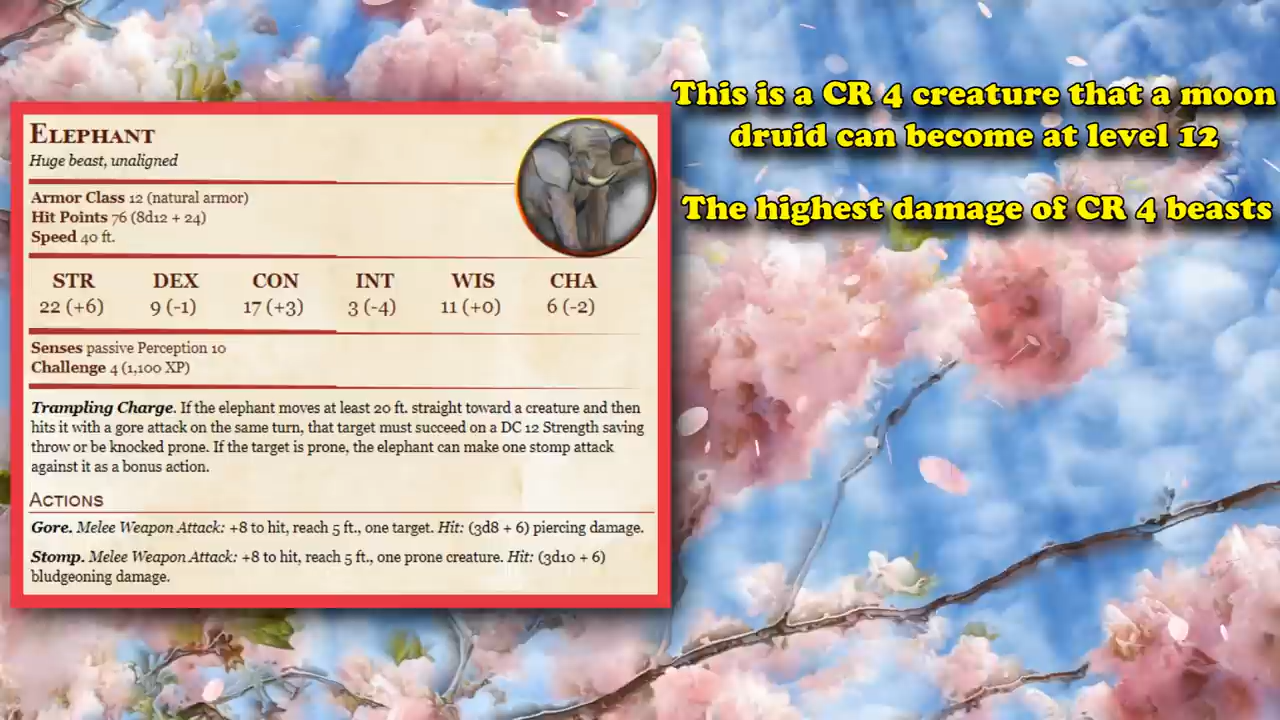 This is a CR 4 creature that a moon
druid can become at level 12
The highest damage of CR 4 beasts
ELEPHANT
Huge beast, unaligned
Armor Class 12 (natural armor)
Hit Points 76 (8d12 + 24)
Speed 40 ft.
STR DEX CON INT WIS CHA
22 (+6) 9 (-1) 17 (+3) 3 (-4) 11 (+0) 6 (-2)
Senses passive Perception 10
Challenge 4 (1,100 XP)
Trampling Charge. If the elephant moves at least 20 ft. straight toward a creature and then
hits it with a gore attack on the same turn, that target must succeed on a DC 12 Strength saving
throw or be knocked prone. If the target is prone, the elephant can make one stomp attack
against it as a bonus action.
ACTIONS
Gore. Melee Weapon Attack: +8 to hit, reach 5 ft., one target. Hit: (3d8 + 6) piercing damage.
Stomp. Melee Weapon Attack: +8 to hit, reach 5 ft., one prone creature. Hit: (3d10 + 6)
bludgeoning damage.